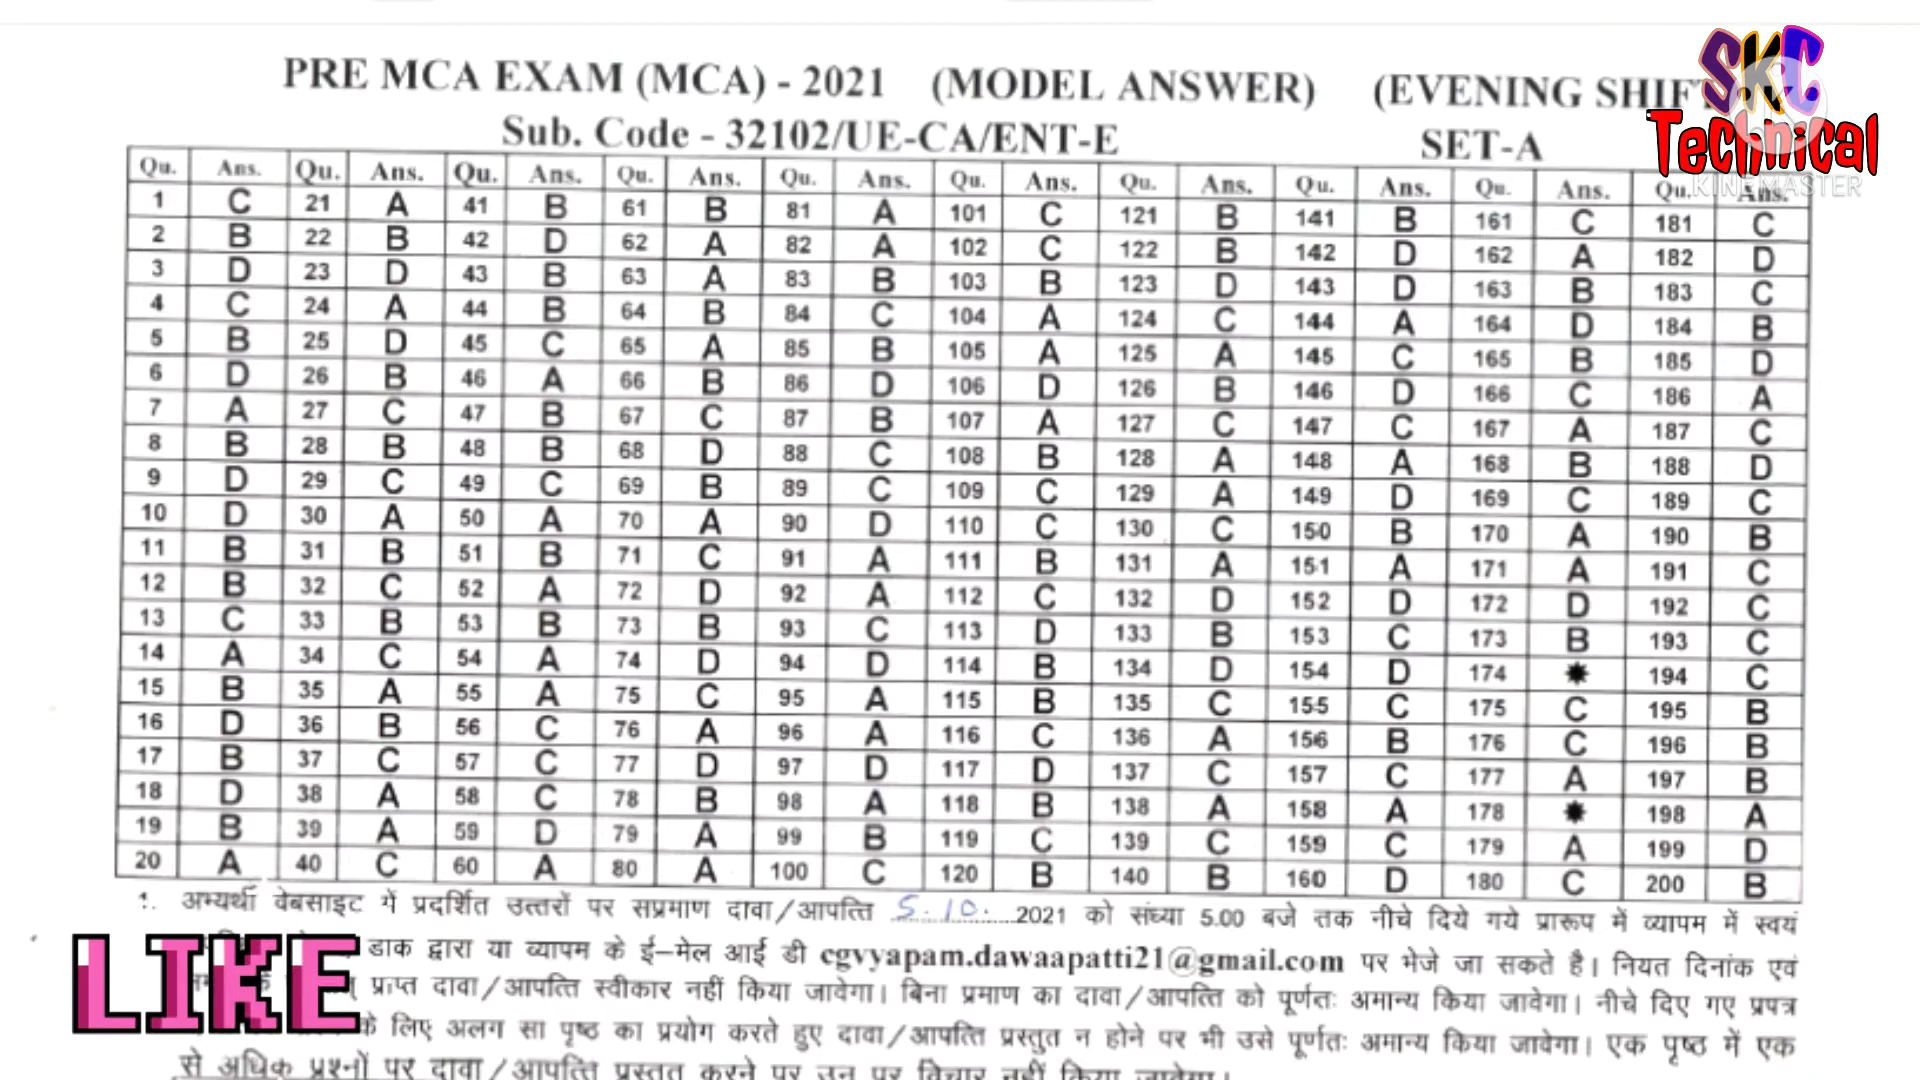 PRE MCA EXAM (MCA) - 2021 (MODEL ANSWER) (EVENING SHIFT
Sub. Code - 32102/UE-CA/ENT-E SET-A
SKC
Technical
KINEMASTER
Qu. Ans. Qu. Ans. Qu. Ans. Qu. Ans. Qu. Ans. Qu. Ans. Qu. Ans. Qu. Ans. Qu. Ans. Qu. Ans.
1 C 21 A 41 B 61 B 81 A 101 C 121 B 141 B 161 C 181 C
2 B 22 B 42 D 62 A 82 A 102 C 122 B 142 D 162 A 182 D
3 D 23 D 43 B 63 A 83 B 103 B 123 D 143 D 163 B 183 C
4 C 24 A 44 B 64 B 84 C 104 A 124 C 144 A 164 D 184 B
5 B 25 D 45 C 65 A 85 B 105 A 125 A 145 C 165 B 185 D
6 D 26 B 46 A 66 B 86 D 106 D 126 B 146 D 166 C 186 A
7 A 27 C 47 B 67 C 87 B 107 A 127 C 147 C 167 A 187 C
8 B 28 B 48 B 68 D 88 C 108 B 128 A 148 A 168 B 188 D
9 D 29 C 49 C 69 B 89 C 109 C 129 A 149 D 169 C 189 C
10 D 30 A 50 A 70 A 90 D 110 C 130 C 150 B 170 A 190 B
11 B 31 B 51 B 71 C 91 A 111 B 131 A 151 A 171 A 191 C
12 B 32 C 52 A 72 D 92 A 112 C 132 D 152 D 172 D 192 C
13 C 33 B 53 B 73 B 93 C 113 D 133 B 153 C 173 B 193 C
14 A 34 C 54 A 74 D 94 D 114 B 134 D 154 D 174 * 194 C
15 B 35 A 55 A 75 C 95 A 115 B 135 C 155 C 175 C 195 B
16 D 36 B 56 C 76 A 96 A 116 C 136 A 156 B 176 C 196 B
17 B 37 C 57 C 77 D 97 D 117 D 137 C 157 C 177 A 197 B
18 D 38 A 58 C 78 B 98 A 118 B 138 A 158 A 178 * 198 A
19 B 39 A 59 D 79 A 99 B 119 C 139 C 159 C 179 A 199 D
20 A 40 C 60 A 80 A 100 C 120 B 140 B 160 D 180 C 200 B
1. अभ्यर्थी वेबसाइट में प्रदर्शित उत्तरों पर सप्रमाण दावा/आपत्ति 5.10. 2021 को संध्या 5.00 बजे तक नीचे दिये गये प्रारूप में व्यापम में स्वयं
डाक द्वारा या व्यापम के ई-मेल आई डी cgvyapam.dawaapatti21@gmail.com पर भेजे जा सकते है। नियत दिनांक एवं
प्राप्त दावा/आपत्ति स्वीकार नहीं किया जावेगा। बिना प्रमाण का दावा/आपत्ति को पूर्णतः अमान्य किया जावेगा। नीचे दिए गए प्रपत्र
के लिए अलग सा पृष्ठ का प्रयोग करते हुए दावा/आपत्ति प्रस्तुत न होने पर भी उसे पूर्णतः अमान्य किया जावेगा। एक पृष्ठ में एक
से अधिक प्रश्नों पर दावा/आपत्ति प्रस्तुत करने पर उन पर विचार नहीं किया जावेगा।
LIKE